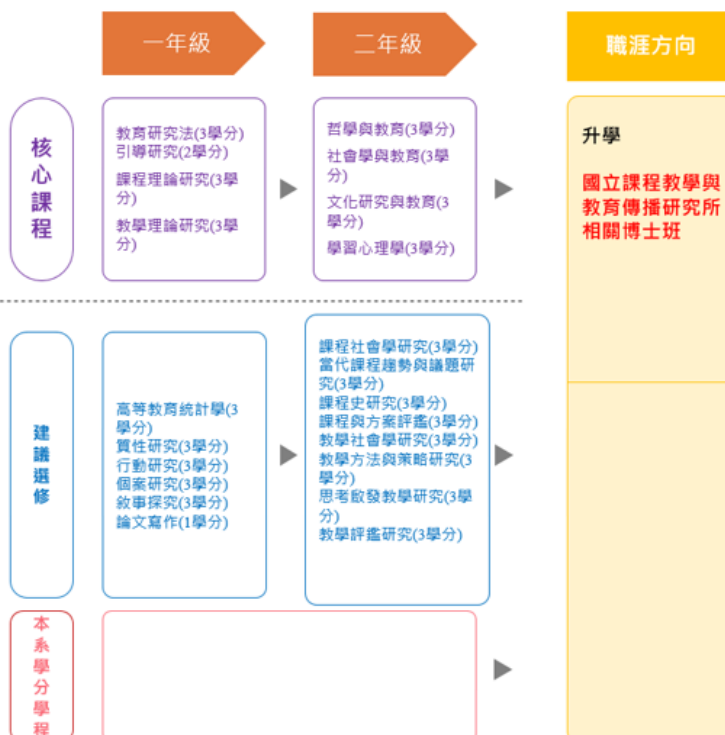 一年級
二年級
職涯方向
核心課程
教育研究法(3學分)
引導研究(2學分)
課程理論研究(3學
分)
教學理論研究(3學
分)
哲學與教育(3學分)
社會學與教育(3學
分)
文化研究與教育(3
學分)
學習心理學(3學分)
升學
國立課程教學與
教育傳播研究所
相關博士班
建議選修
高等教育統計學(3
學分)
質性研究(3學分)
行動研究(3學分)
個案研究(3學分)
敘事探究(3學分)
論文寫作(1學分)
課程社會學研究(3學分)
當代課程趨勢與議題研
究(3學分)
課程史研究(3學分)
課程與方案評鑑(3學分)
教學社會學研究(3學分)
教學方法與策略研究(3
學分)
思考啟發教學研究(3學
分)
教學評鑑研究(3學分)
本系學分學程